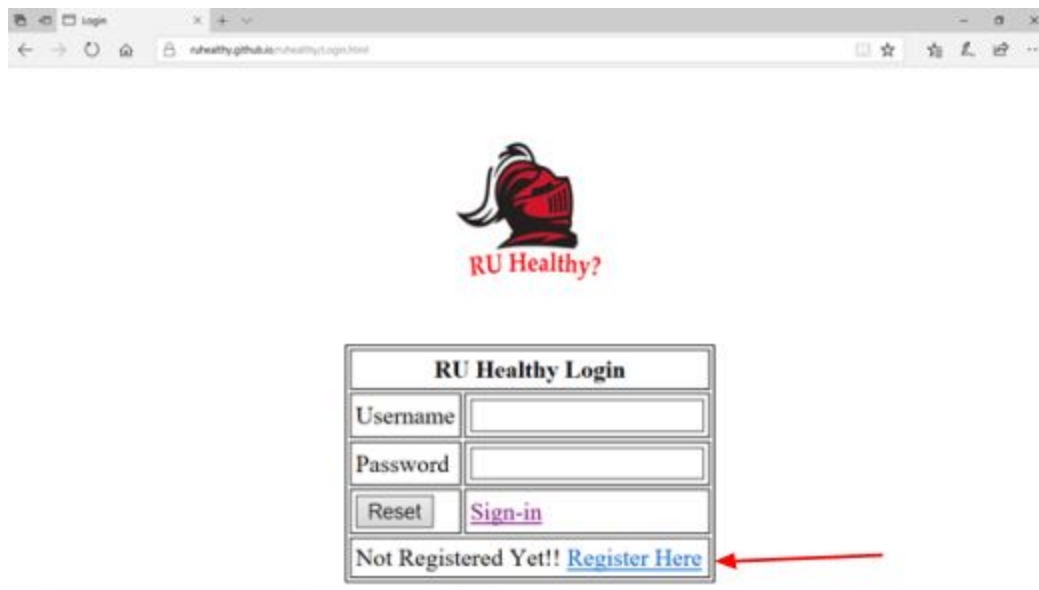 Login
ruhealthy.github.io/ruhealthy/Login.html
RU Healthy?
RU Healthy Login
Username
Password
Reset Sign-in
Not Registered Yet!! Register Here